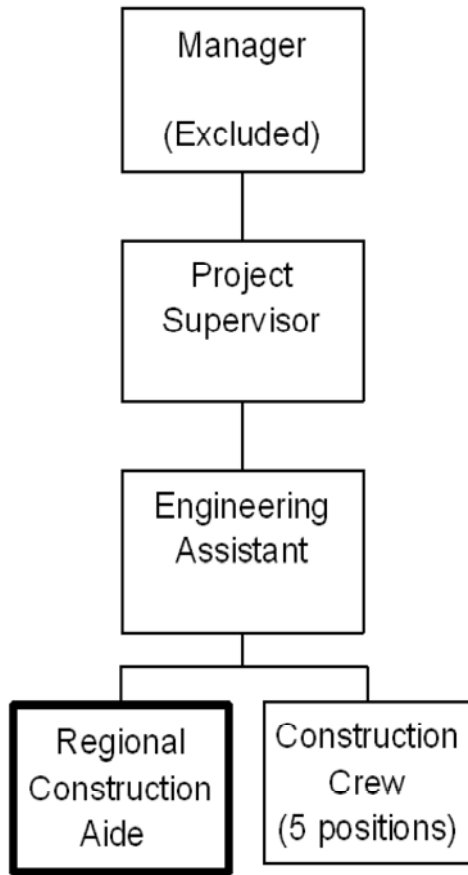 Manager
(Excluded)
Project
Supervisor
Engineering
Assistant
Regional
Construction
Aide
Construction
Crew
(5 positions)